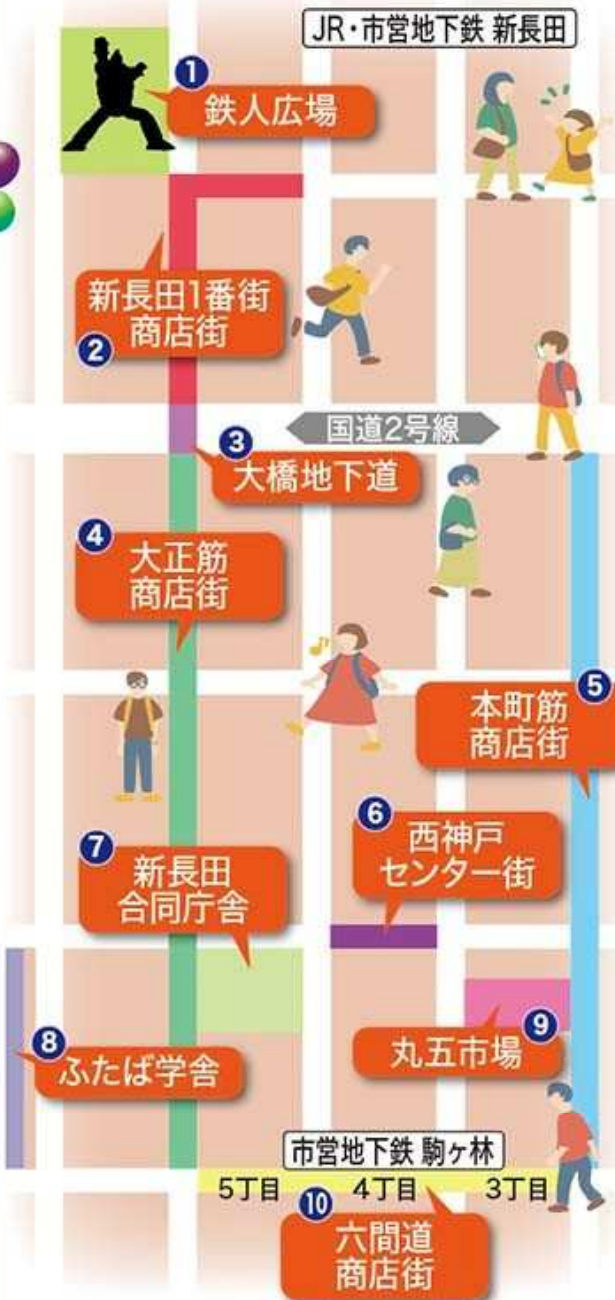 JR・市営地下鉄 新長田
1
鉄人広場
新長田1番街
商店街
2
国道2号線
3
大橋地下道
4
大正筋
商店街
5
本町筋
商店街
6
西神戸
センター街
7
新長田
合同庁舎
8
ふたば学舎
9
丸五市場
市営地下鉄 駒ヶ林
5丁目 4丁目 3丁目
10
六間道
商店街